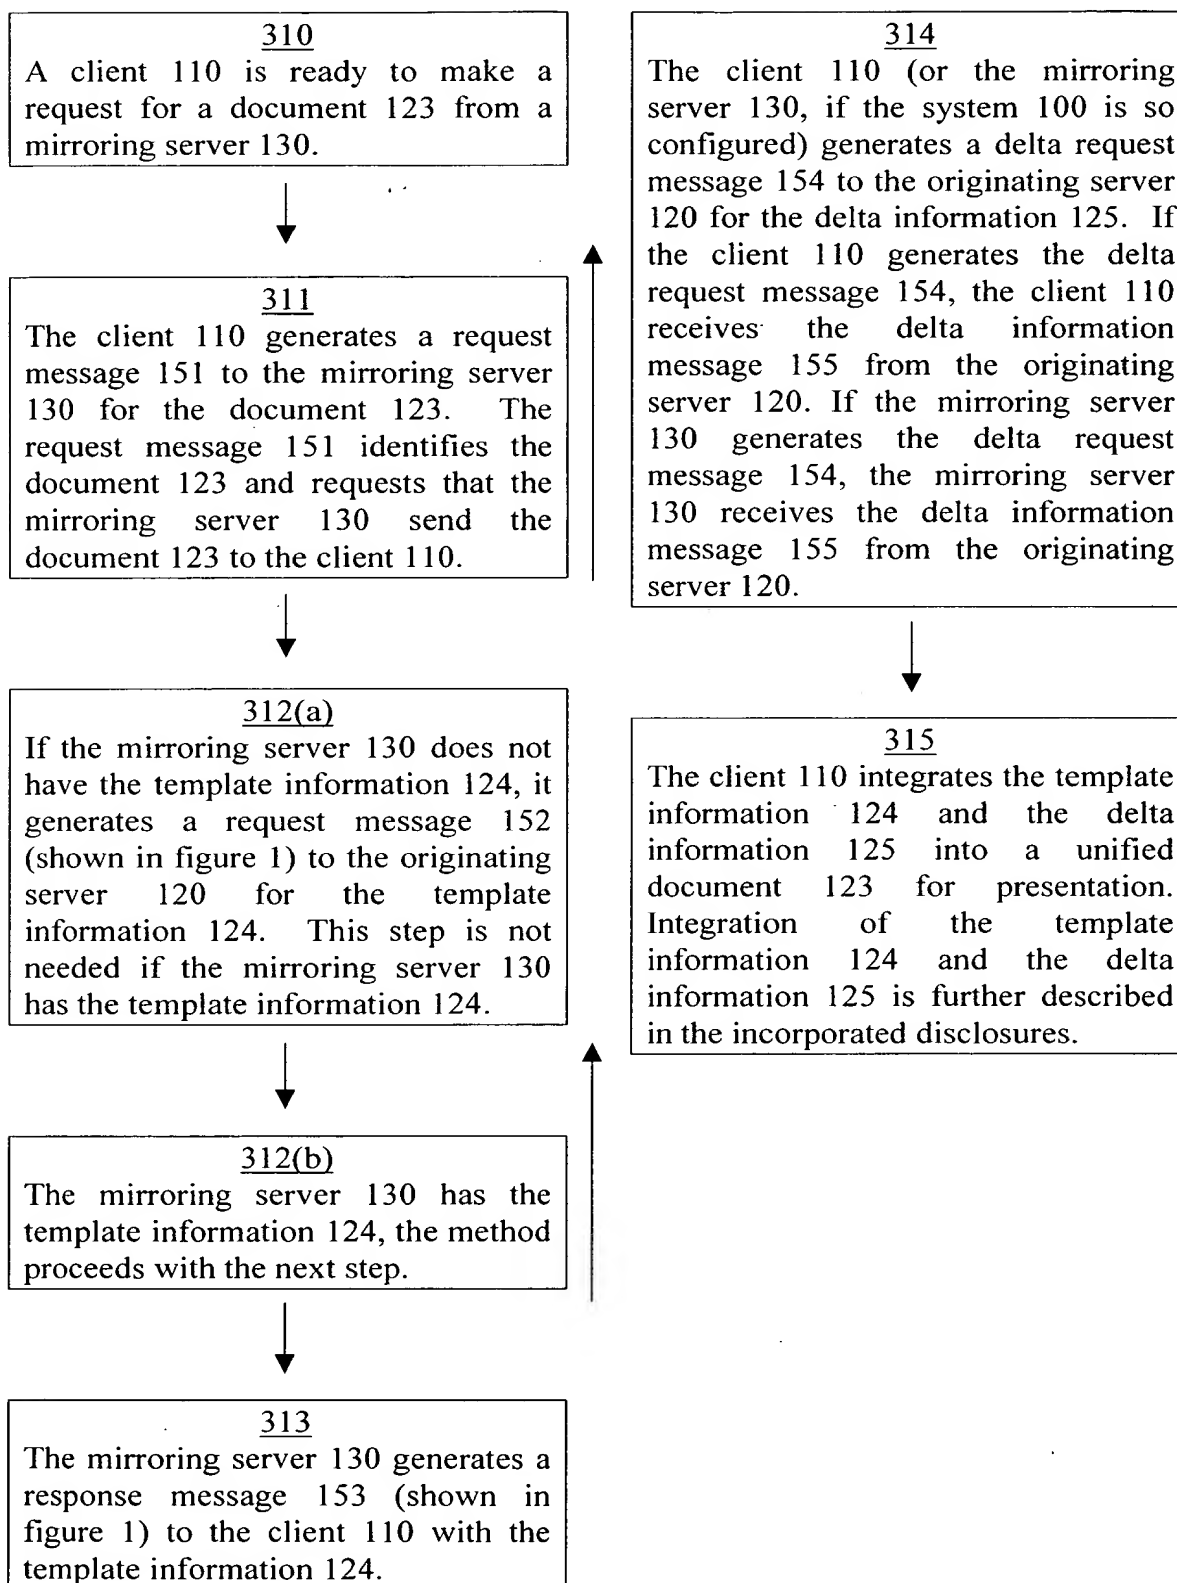 310
A client 110 is ready to make a
request for a document 123 from a
mirroring server 130.
311
The client 110 generates a request
message 151 to the mirroring server
130 for the document 123. The
request message 151 identifies the
document 123 and requests that the
mirroring server 130 send the
document 123 to the client 110.
312(a)
If the mirroring server 130 does not
have the template information 124, it
generates a request message 152
(shown in figure 1) to the originating
server 120 for the template
information 124. This step is not
needed if the mirroring server 130
has the template information 124.
312(b)
The mirroring server 130 has the
template information 124, the method
proceeds with the next step.
313
The mirroring server 130 generates a
response message 153 (shown in
figure 1) to the client 110 with the
template information 124.
314
The client 110 (or the mirroring
server 130, if the system 100 is so
configured) generates a delta request
message 154 to the originating server
120 for the delta information 125. If
the client 110 generates the delta
request message 154, the client 110
receives the delta information
message 155 from the originating
server 120. If the mirroring server
130 generates the delta request
message 154, the mirroring server
130 receives the delta information
message 155 from the originating
server 120.
315
The client 110 integrates the template
information 124 and the delta
information 125 into a unified
document 123 for presentation.
Integration of the template
information 124 and the delta
information 125 is further described
in the incorporated disclosures.